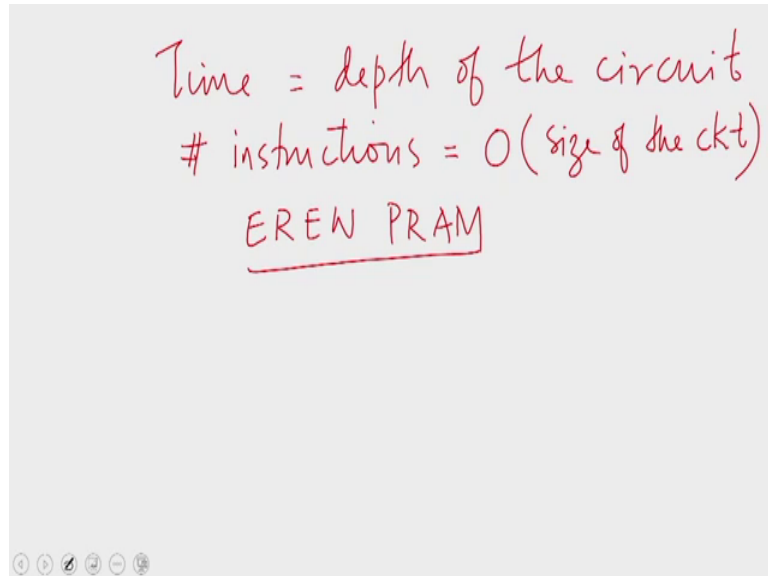 Time = depth of the circuit
# instructions = O(size of the ckt)
EREW PRAM